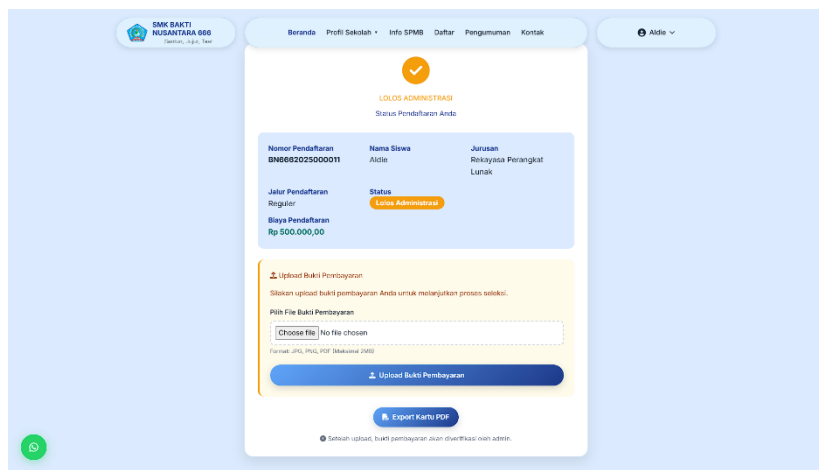 SMK BAKTI
NUSANTARA 666
Beranda Profil Sekolah Info SPMB Daftar Pengumuman Kontak
Aldie
LOLOS ADMINISTRASI
Status Pendaftaran Anda
Nomor Pendaftaran Nama Siswa Jurusan
BN6662025000011 Aldie Rekayasa Perangkat
Lunak
Jalur Pendaftaran Status
Reguler Lolos Administrasi
Biaya Pendaftaran
Rp 500.000,00
Upload Bukti Pembayaran
Silakan upload bukti pembayaran Anda untuk melanjutkan proses seleksi.
Pilih File Bukti Pembayaran
Choose file No file chosen
Format: JPG, PNG, PDF (Maksimal 2MB)
Upload Bukti Pembayaran
Export Kartu PDF
Setelah upload, bukti pembayaran akan diverifikasi oleh admin.